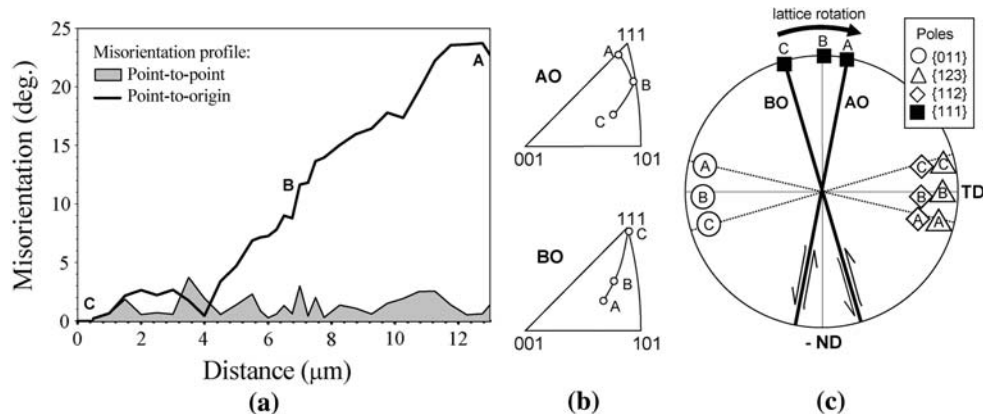 25
20
15
10
5
0
Misorientation (deg.)
Misorientation profile:
Point-to-point
Point-to-origin
C
B
A
0 2 4 6 8 10 12
Distance (μm)
(a)
AO
111
A
B
C
001 101
BO
111
C
B
A
001 101
(b)
lattice rotation
C B A
BO AO
Poles
{011}
{123}
{112}
{111}
A
B
C
C C
B B
A A
TD
- ND
(c)